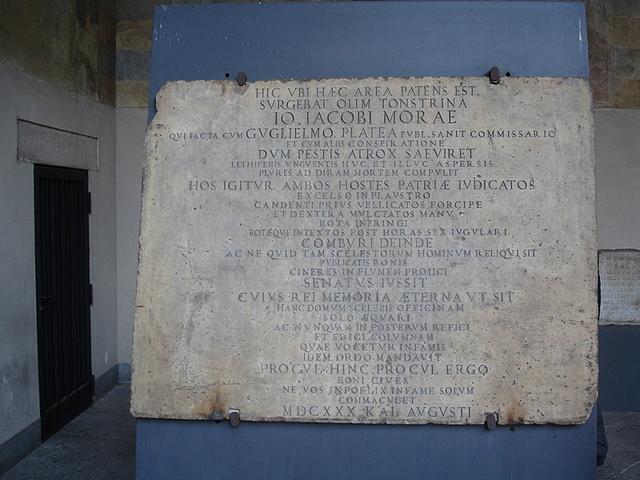 HIC VBI HÆC AREA PATENS EST
SVRGEBAT OLIM TONSTRINA
IO. IACOBI MORAE
QVI FACTA CVM GVGLIELMO PLATEA PVBL. SANIT. COMMISSARIO
ET CVM ALIIS CONSPIRATIONE
DVM PESTIS ATROX SAEVIRET
LETHIFERIS VNGVENTIS HVC ET ILLVC ASPERSIS
PLVRES AD DIRAM MORTEM COMPVLIT
HOS IGITVR AMBOS HOSTES PATRIÆ IVDICATOS
EXCELSO IN PLAVSTRO
CANDENTI PRIVS VELLICATOS FORCIPE
ET DEXTERA MVLCTATOS MANV
ROTA INFRINGI
ROTÆQVE INTEXTOS POST HORAS SEX IVGVLARI
COMBVRI DEINDE
AC NE QVID TAM SCELESTORVM HOMINVM RELIQVI SIT
PVBLICATIS BONIS
CINERES IN FLVMEN PROIICI
SENATVS IVSSIT
CVIVS REI MEMORIA ÆTERNA VT SIT
HANC DOMVM SCELERIS OFFICINAM
SOLO ÆQVARI
AC NVNQVAM IN POSTERVM REFICI
ET ERIGI COLVMNAM
QVAE VOCETVR INFAMIS
IDEM ORDO MANDAVIT
PROCVL HINC PROCVL ERGO
BONI CIVES
NE VOS INFOELIX INFAME SOLVM
COMMACVLET
MDCXXX KAL AVGVSTI